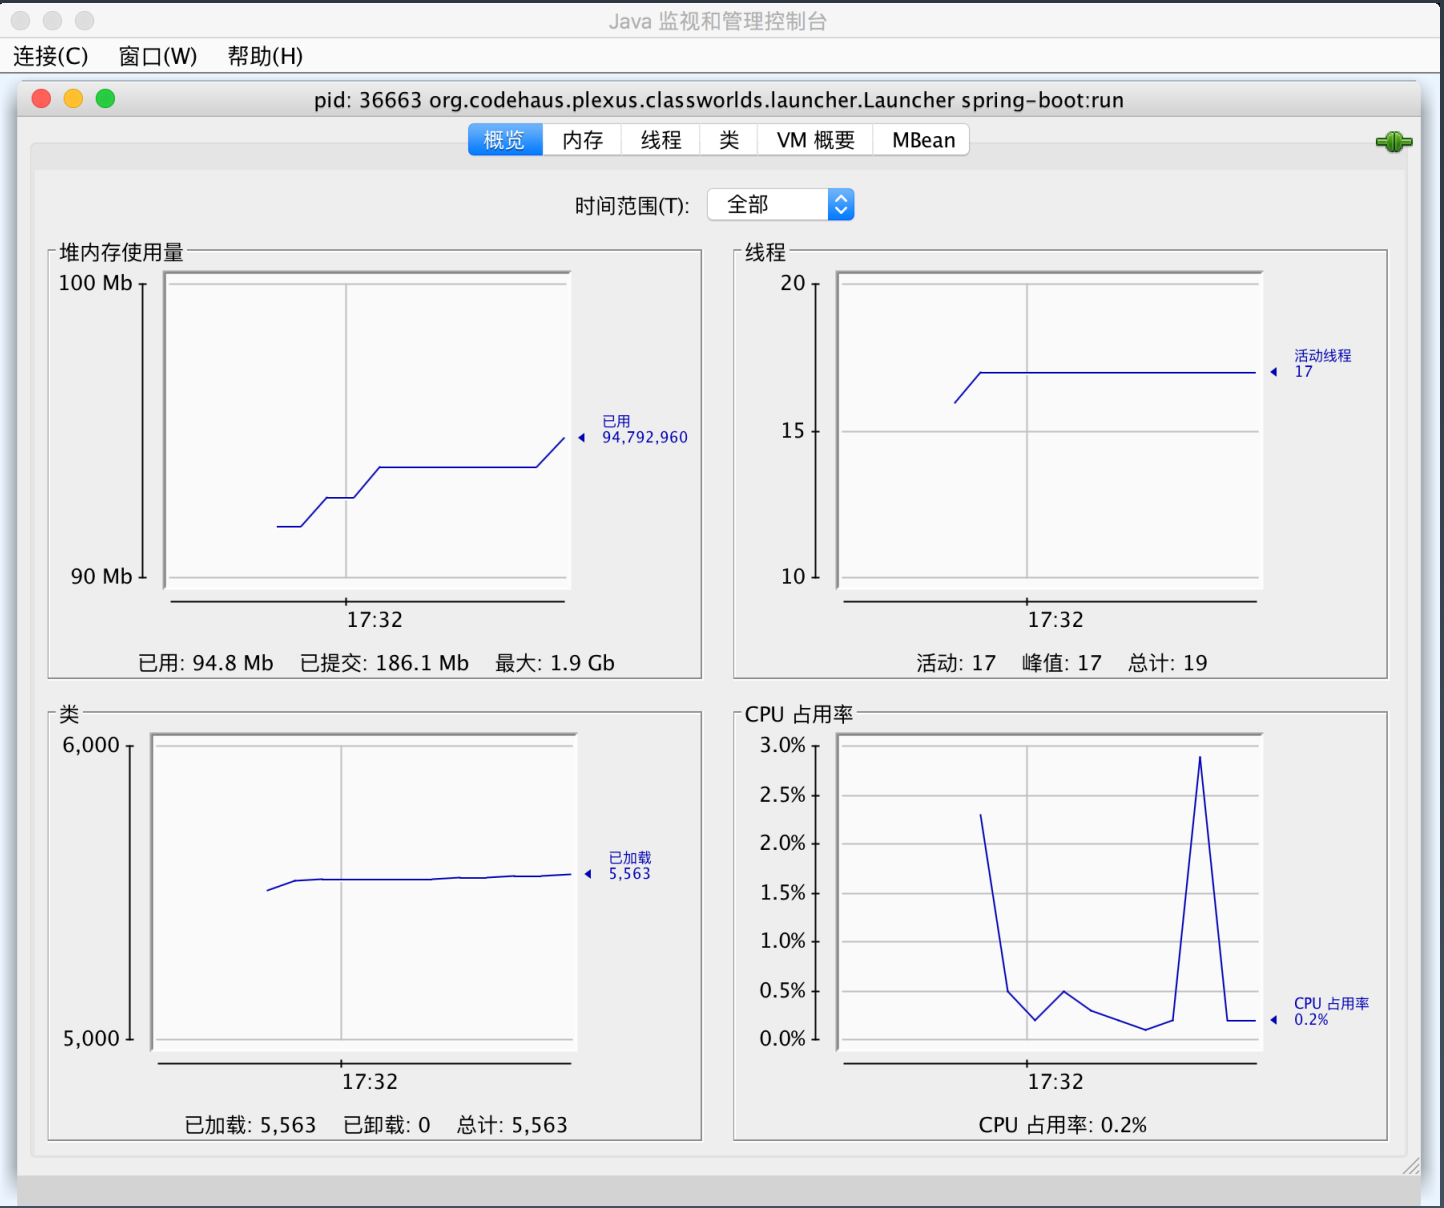 Java 监视和管理控制台
连接(C) 窗口(W) 帮助(H)
pid: 36663 org.codehaus.plexus.classworlds.launcher.Launcher spring-boot:run
概览 内存 线程 类 VM 概要 MBean
时间范围(T): 全部
堆内存使用量
100 Mb
90 Mb
已用
94,792,960
17:32
已用: 94.8 Mb 已提交: 186.1 Mb 最大: 1.9 Gb
线程
20
15
10
活动线程
17
17:32
活动: 17 峰值: 17 总计: 19
类
6,000
5,000
已加载
5,563
17:32
已加载: 5,563 已卸载: 0 总计: 5,563
CPU 占用率
3.0%
2.5%
2.0%
1.5%
1.0%
0.5%
0.0%
CPU 占用率
0.2%
17:32
CPU 占用率: 0.2%